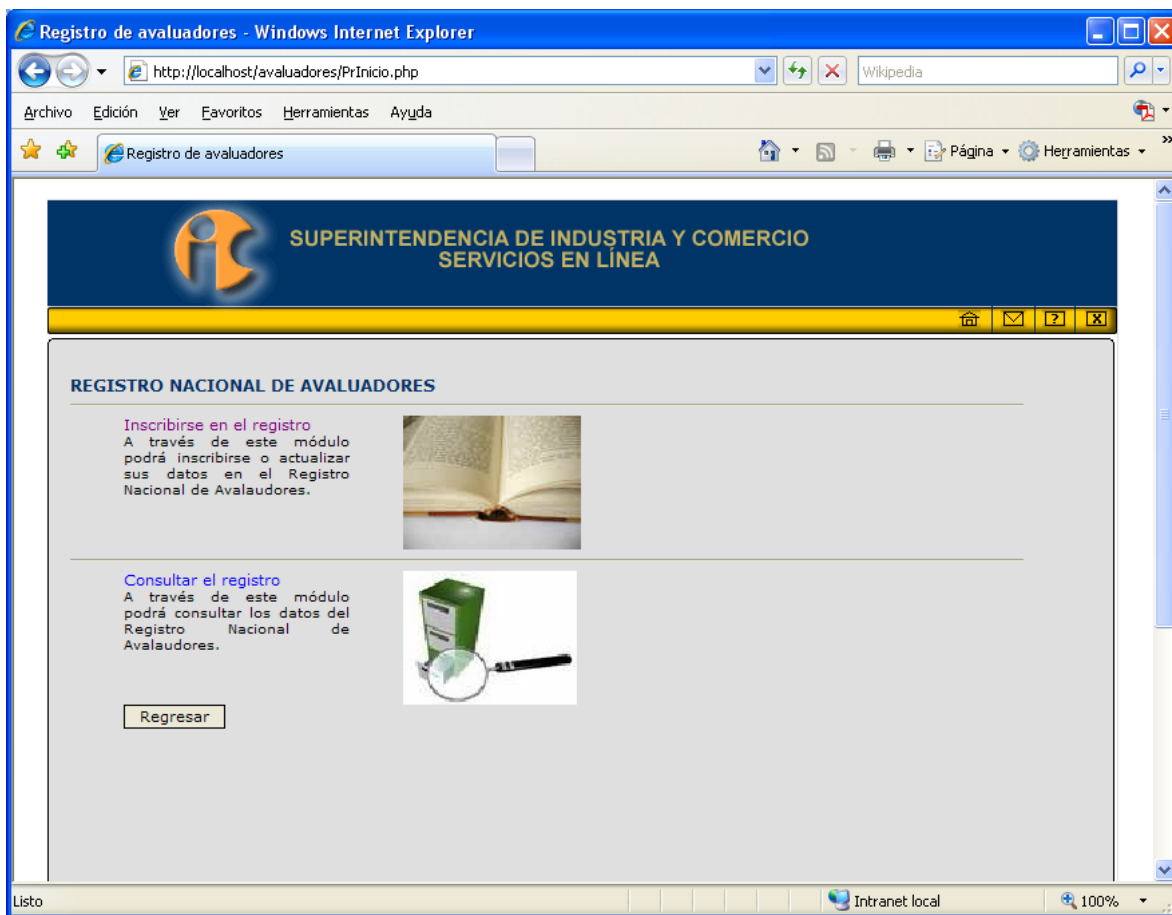 Registro de avaluadores - Windows Internet Explorer
http://localhost/avaluadores/PrInicio.php
Wikipedia
Archivo Edición Ver Favoritos Herramientas Ayuda
Registro de avaluadores
Página
Herramientas
»
ic
SUPERINTENDENCIA DE INDUSTRIA Y COMERCIO
SERVICIOS EN LÍNEA
REGISTRO NACIONAL DE AVALUADORES
Inscribirse en el registro
A través de este módulo
podrá inscribirse o actualizar
sus datos en el Registro
Nacional de Avalaudores.
Consultar el registro
A través de este módulo
podrá consultar los datos del
Registro Nacional de
Avalaudores.
Regresar
Listo
Intranet local
100%